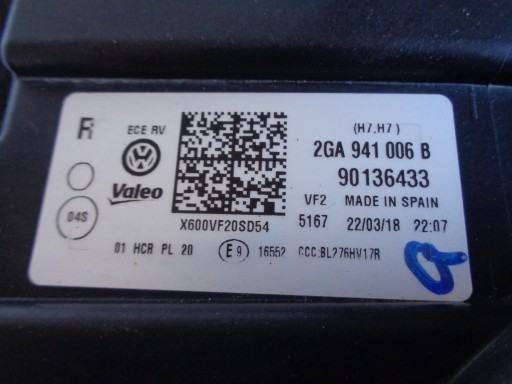 R ECE RV (H7,H7)
VW
2GA 941 006 B
Valeo 90136433
VF2 MADE IN SPAIN
04S X600VF20SD54 5167 22/03/18 22:07
01 HCR PL 20 E9 16552 CCC:BL276HV17R